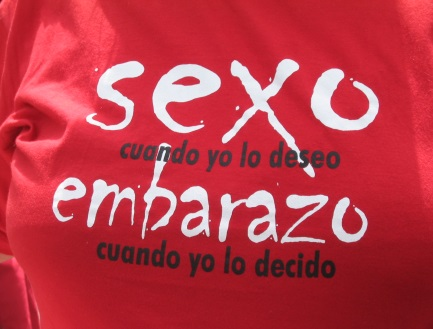 sexo
cuando yo lo deseo
embarazo
cuando yo lo decido